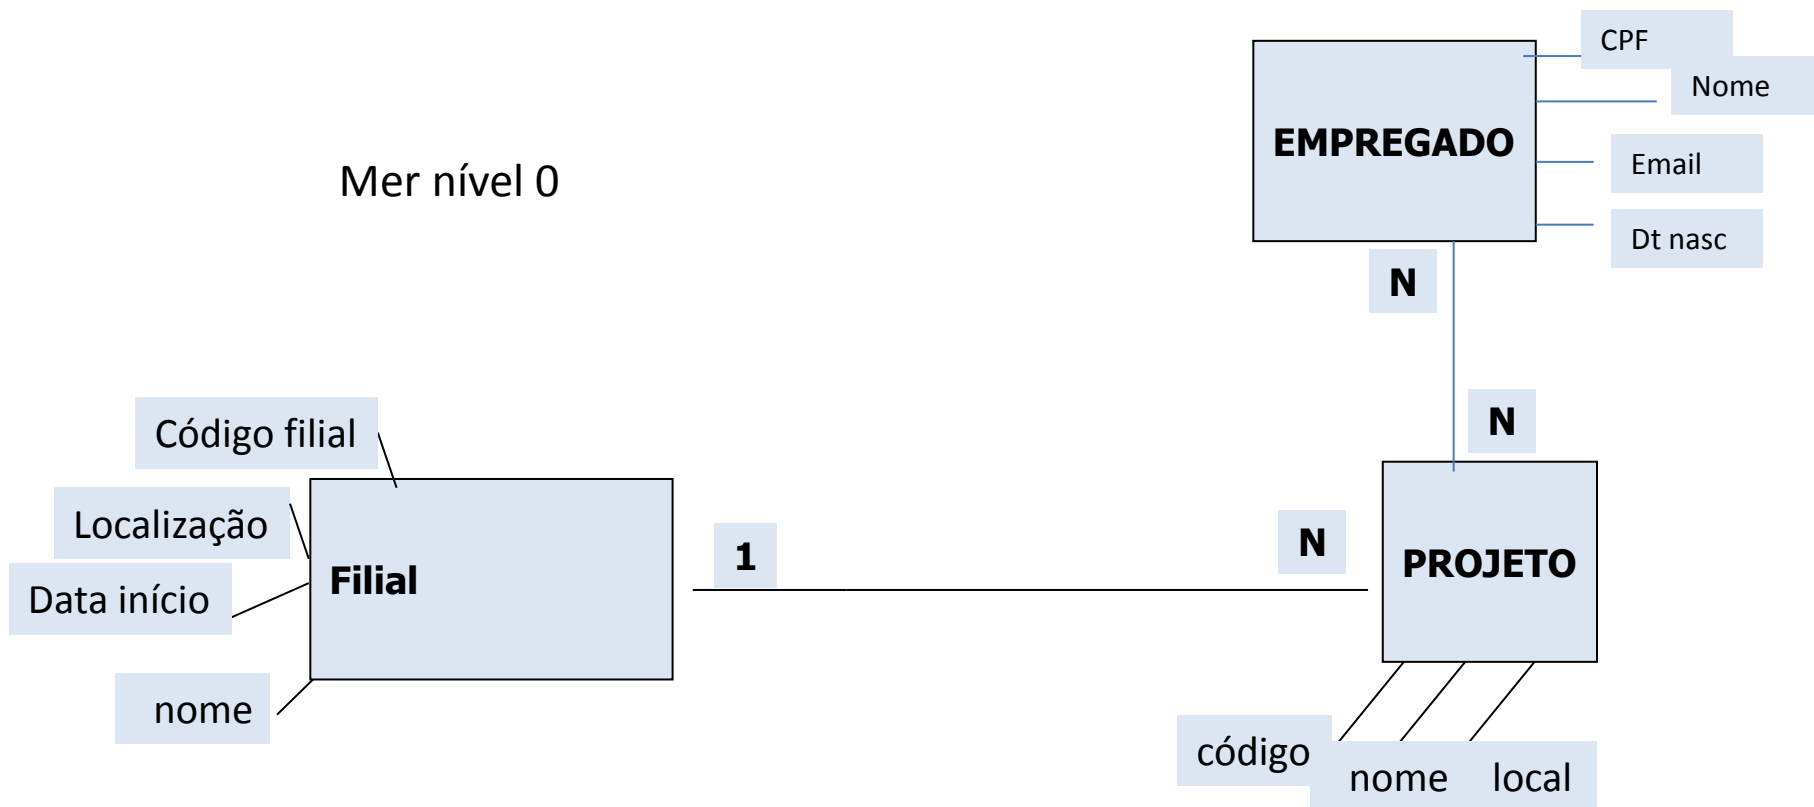 CPF
Nome
EMPREGADO
Mer nível 0
Email
Dt nasc
N
N
Código filial
Localização
Data início
Filial
nome
1
N
PROJETO
código
nome
local